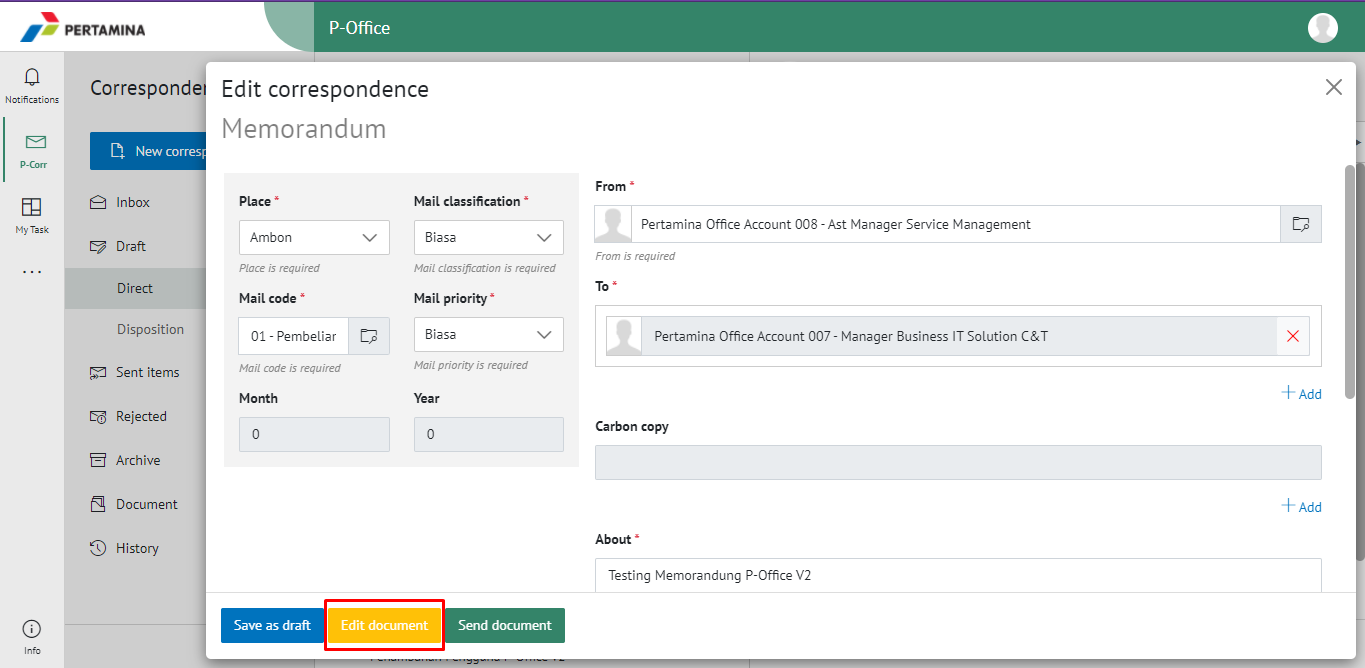 PERTAMINA
P-Office
Notifications
P-Corr
My Task
Info
Corresponden
New corresp
Inbox
Draft
Direct
Disposition
Sent items
Rejected
Archive
Document
History
Edit correspondence
Memorandum
Place *
Mail classification *
Ambon
Biasa
Place is required
Mail classification is required
Mail code *
Mail priority *
01 - Pembeliar
Biasa
Mail code is required
Mail priority is required
Month
Year
0
0
From *
Pertamina Office Account 008 - Ast Manager Service Management
From is required
To *
Pertamina Office Account 007 - Manager Business IT Solution C&T
+ Add
Carbon copy
+ Add
About *
Testing Memorandung P-Office V2
Save as draft
Edit document
Send document